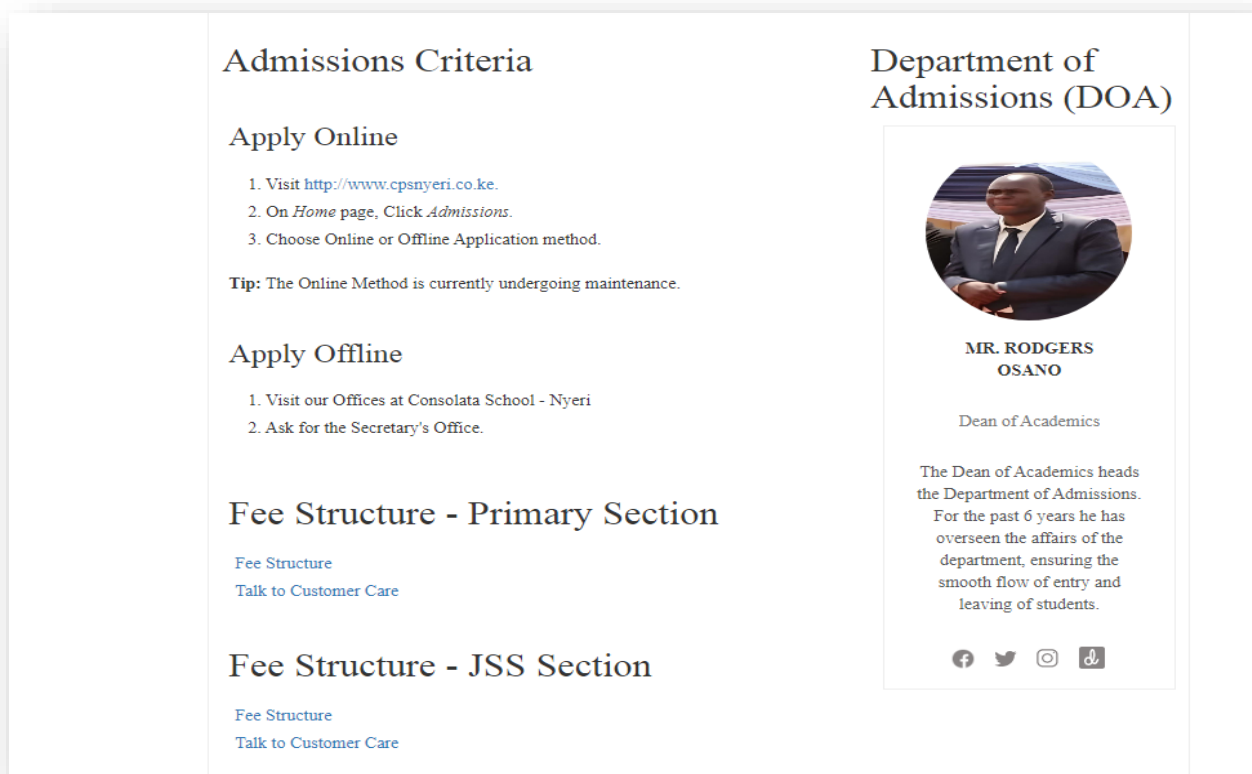 Admissions Criteria
Apply Online
1. Visit http://www.cpsnyeri.co.ke.
2. On Home page, Click Admissions.
3. Choose Online or Offline Application method.
Tip: The Online Method is currently undergoing maintenance.
Apply Offline
1. Visit our Offices at Consolata School - Nyeri
2. Ask for the Secretary's Office.
Fee Structure - Primary Section
Fee Structure
Talk to Customer Care
Fee Structure - JSS Section
Fee Structure
Talk to Customer Care
Department of
Admissions (DOA)
MR. RODGERS
OSANO
Dean of Academics
The Dean of Academics heads
the Department of Admissions.
For the past 6 years he has
overseen the affairs of the
department, ensuring the
smooth flow of entry and
leaving of students.